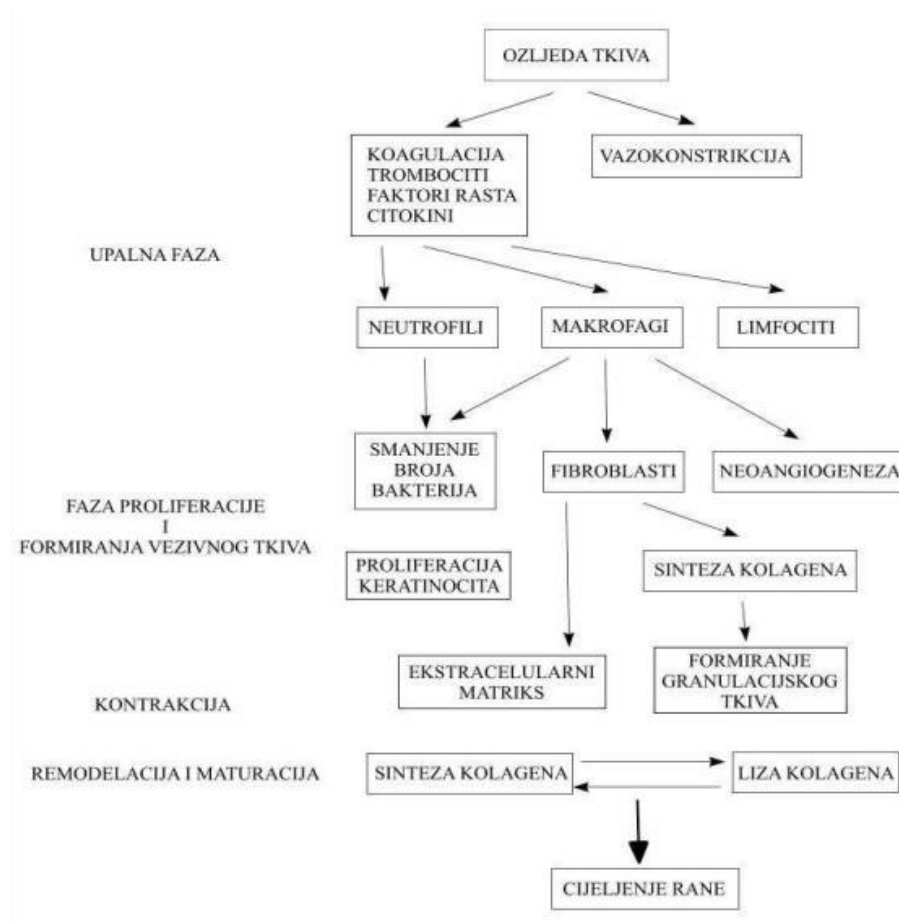 OZLJEDA TKIVA
KOAGULACIJA
TROMBOCITI
FAKTORI RASTA
CITOKINI
VAZOKONSTRIKCIJA
UPALNA FAZA
NEUTROFILI
MAKROFAGI
LIMFOCITI
SMANJENJE
BROJA
BAKTERIJA
FIBROBLASTI
NEOANGIOGENEZA
FAZA PROLIFERACIJE
I
FORMIRANJA VEZIVNOG TKIVA
PROLIFERACIJA
KERATINOCITA
SINTEZA KOLAGENA
EKSTRACELULARNI
MATRIKS
FORMIRANJE
GRANULACIJSKOG
TKIVA
KONTRAKCIJA
REMODELACIJA I MATURACIJA
SINTEZA KOLAGENA
LIZA KOLAGENA
CIJELJENJE RANE